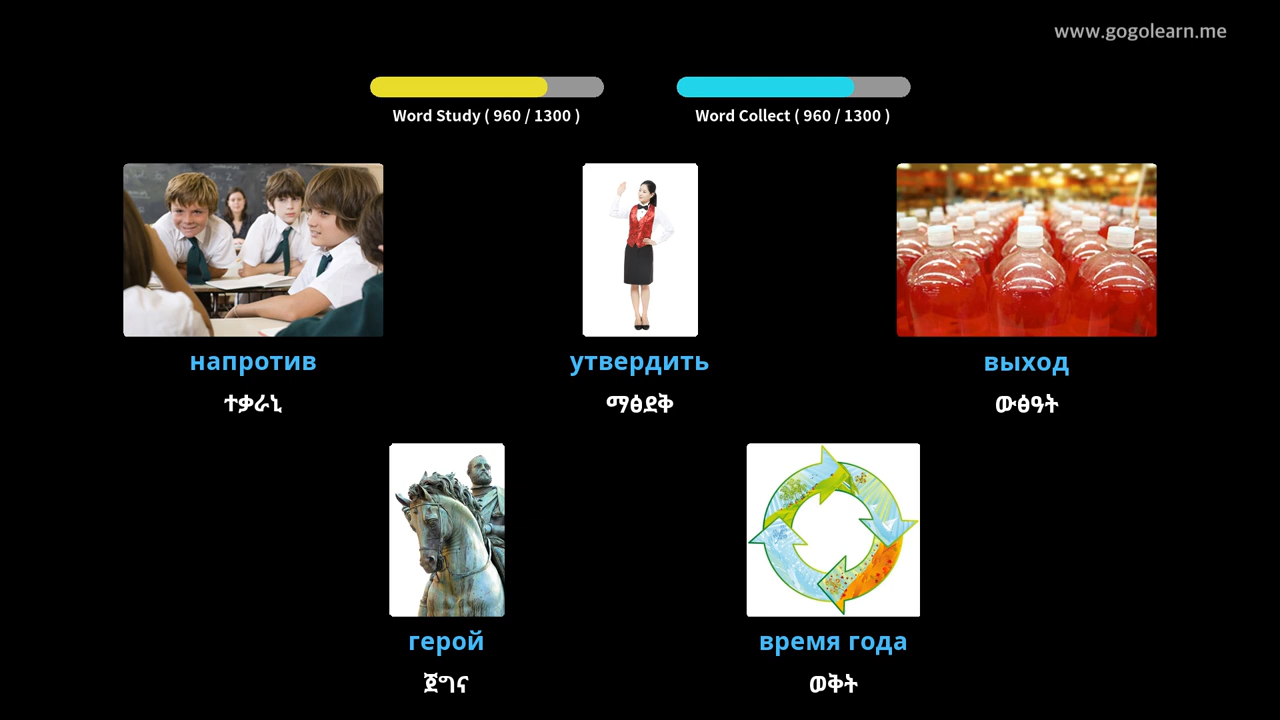 www.gogolearn.me
Word Study ( 960 / 1300 )
Word Collect ( 960 / 1300 )
напротив
утвердить
выход
ተቃራኒ
ማፅደቅ
ውፅዓት
герой
время года
ጀግና
ወቅት